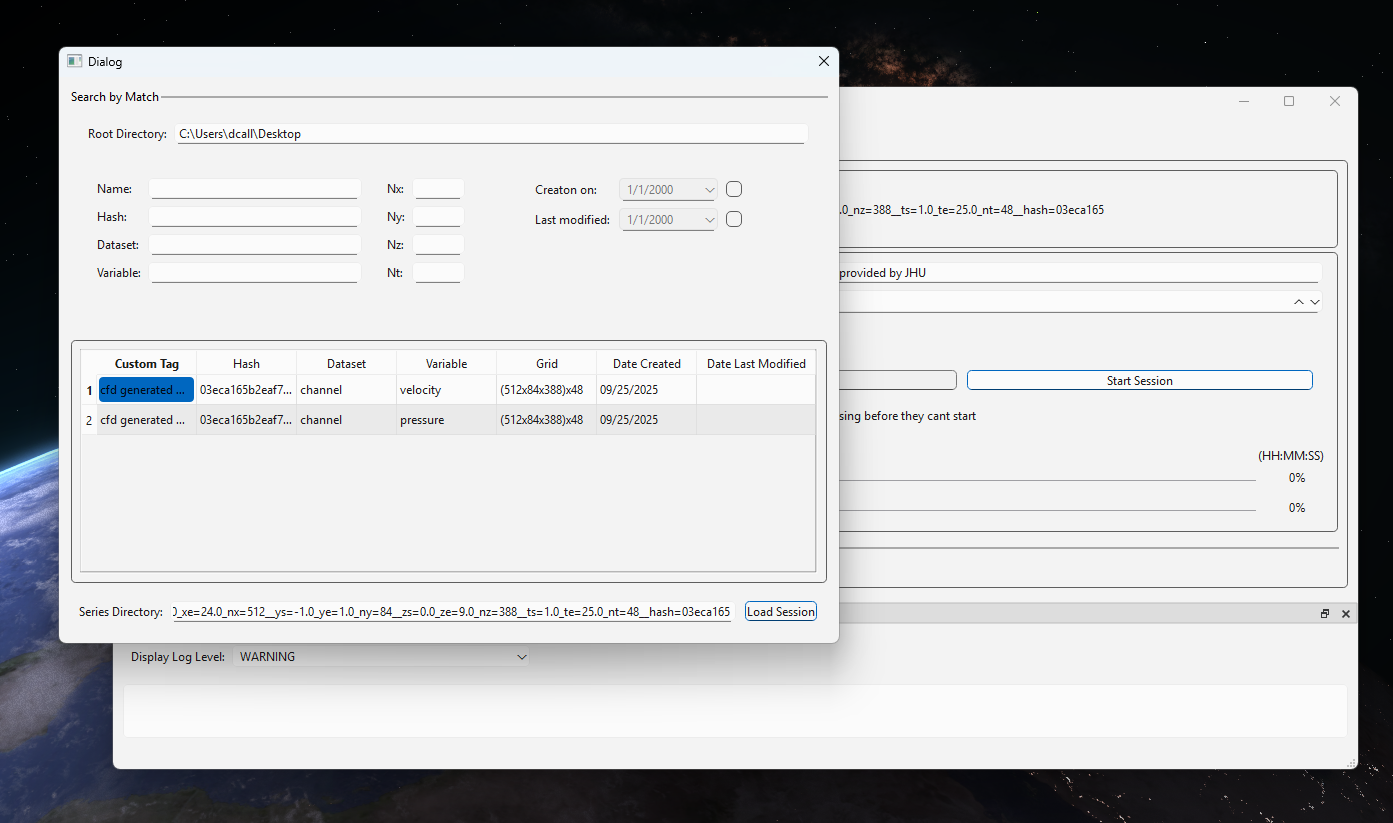 Dialog
Search by Match
Root Directory: C:\Users\dcall\Desktop
Name: Nx: Creaton on: 1/1/2000
Hash: Ny: Last modified: 1/1/2000
Dataset: Nz:
Variable: Nt:
Custom Tag Hash Dataset Variable Grid Date Created Date Last Modified
1 cfd generated ... 03eca165b2eaf7... channel velocity (512x84x388)x48 09/25/2025
2 cfd generated ... 03eca165b2eaf7... channel pressure (512x84x388)x48 09/25/2025
Series Directory: 0_xe=24.0_nx=512__ys=-1.0_ye=1.0_ny=84__zs=0.0_ze=9.0_nz=388__ts=1.0_te=25.0_nt=48__hash=03eca165 Load Session
.0_nz=388__ts=1.0_te=25.0_nt=48__hash=03eca165
provided by JHU
Start Session
sing before they cant start
(HH:MM:SS)
0%
0%
Display Log Level: WARNING